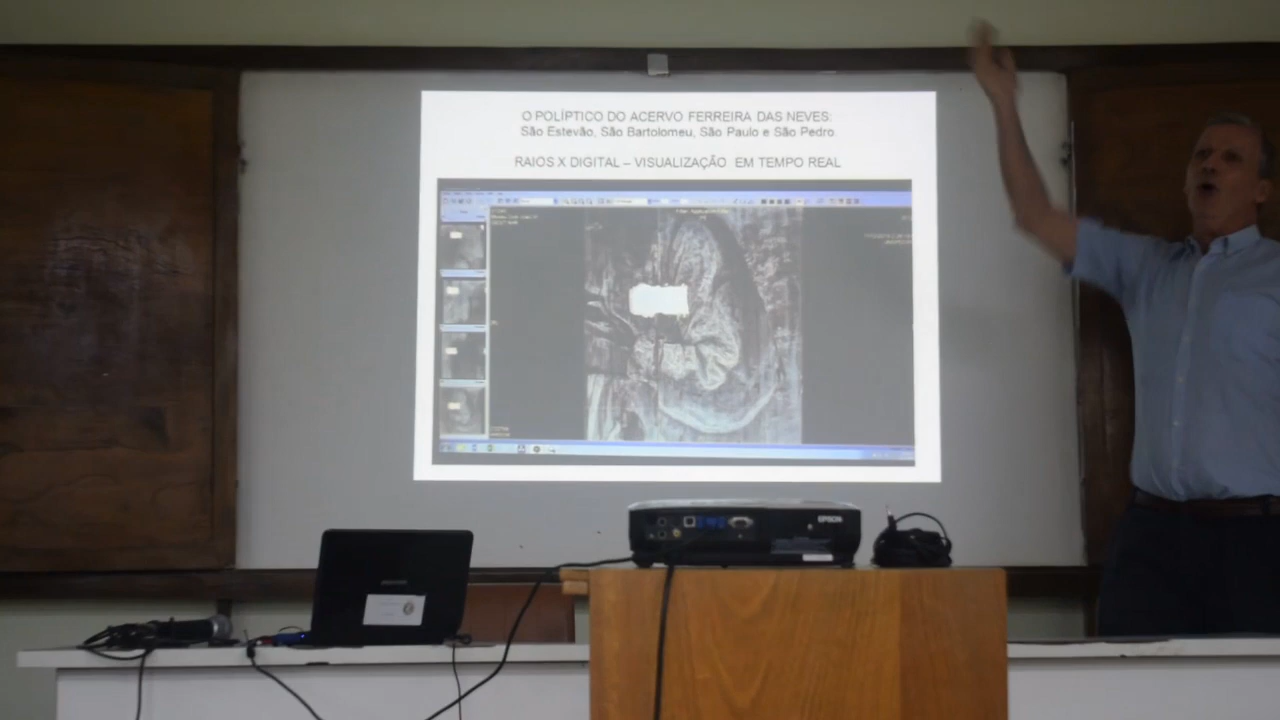 O POLÍPTICO DO ACERVO FERREIRA DAS NEVES:
São Estevão, São Bartolomeu, São Paulo e São Pedro
RAIOS X DIGITAL – VISUALIZAÇÃO EM TEMPO REAL
EPSON